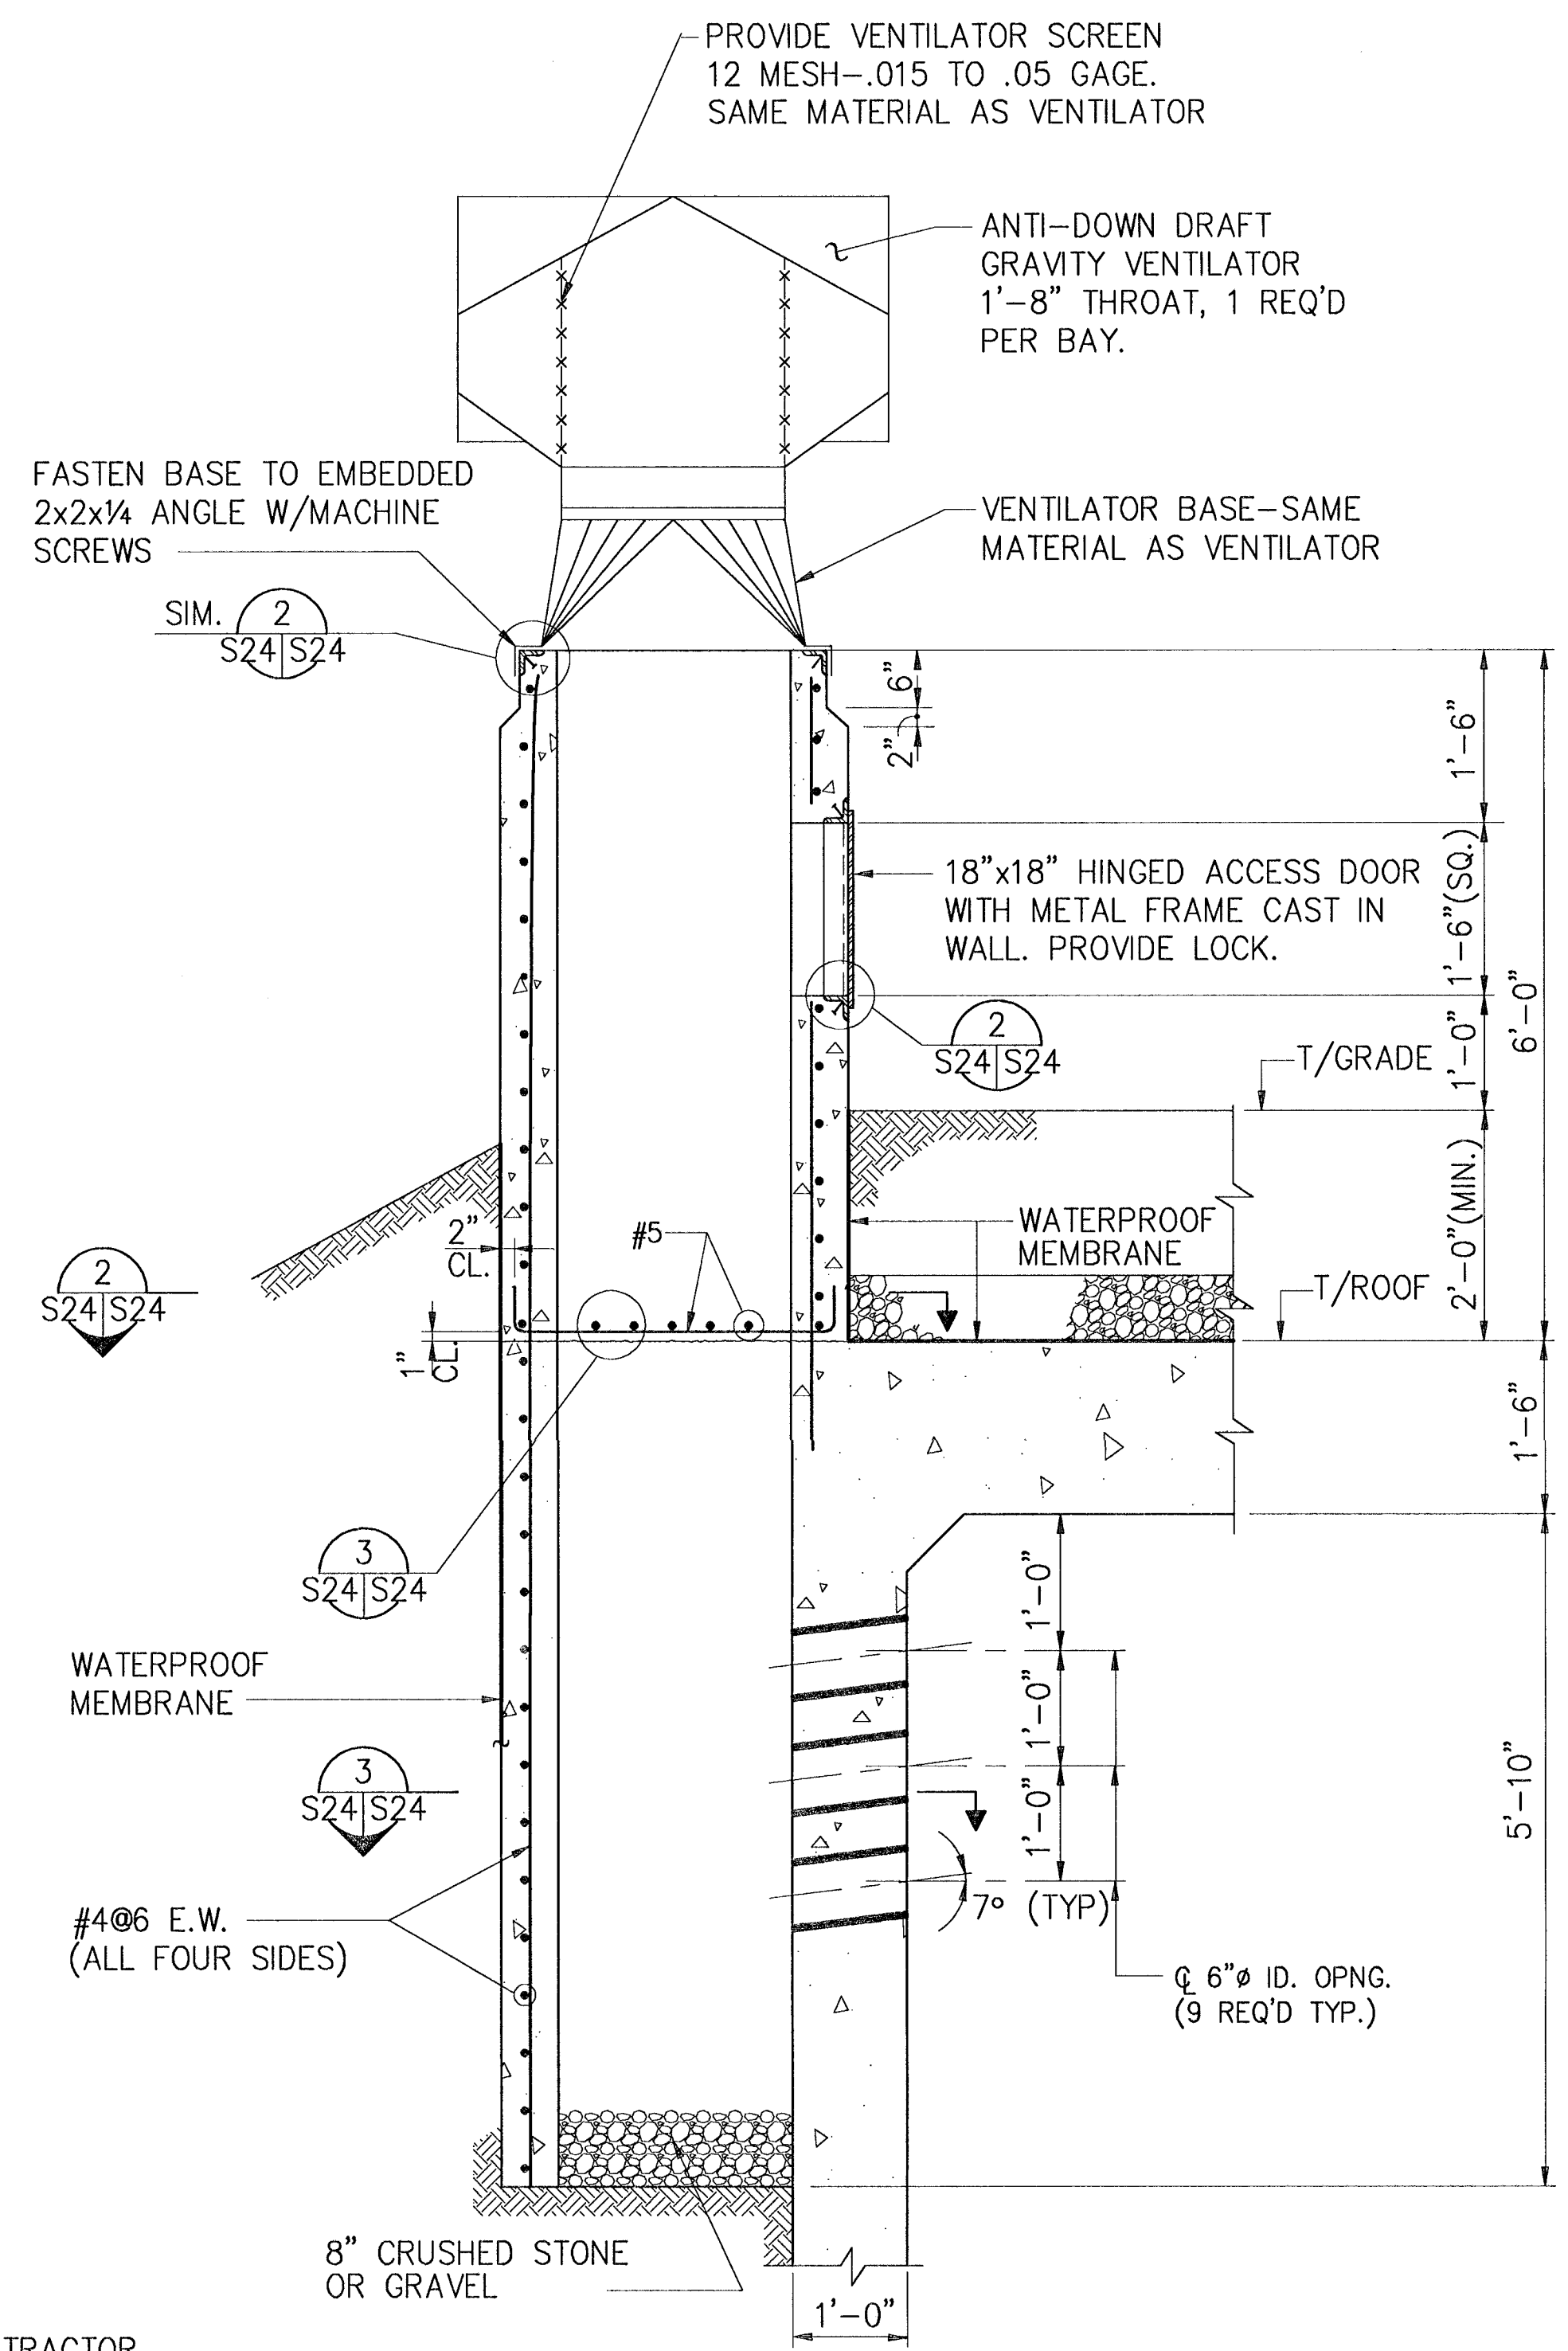 PROVIDE VENTILATOR SCREEN
12 MESH-.015 TO .05 GAGE.
SAME MATERIAL AS VENTILATOR
ANTI-DOWN DRAFT
GRAVITY VENTILATOR
1'-8" THROAT, 1 REQ'D
PER BAY.
FASTEN BASE TO EMBEDDED
2x2x¼ ANGLE W/MACHINE
SCREWS
VENTILATOR BASE-SAME
MATERIAL AS VENTILATOR
SIM.
2
S24 S24
6"
2"
1'-6"
18"x18" HINGED ACCESS DOOR
WITH METAL FRAME CAST IN
WALL. PROVIDE LOCK.
1'-6"(SQ.)
6'-0"
2
S24 S24
T/GRADE
1'-0"
2"
CL.
#5
WATERPROOF
MEMBRANE
2'-0"(MIN.)
2
S24 S24
T/ROOF
1"
CL.
1'-6"
3
S24 S24
1'-0"
WATERPROOF
MEMBRANE
1'-0"
3
S24 S24
1'-0"
5'-10"
7° (TYP)
#4@6 E.W.
(ALL FOUR SIDES)
℄ 6"ø ID. OPNG.
(9 REQ'D TYP.)
8" CRUSHED STONE
OR GRAVEL
1'-0"
TRACTOR